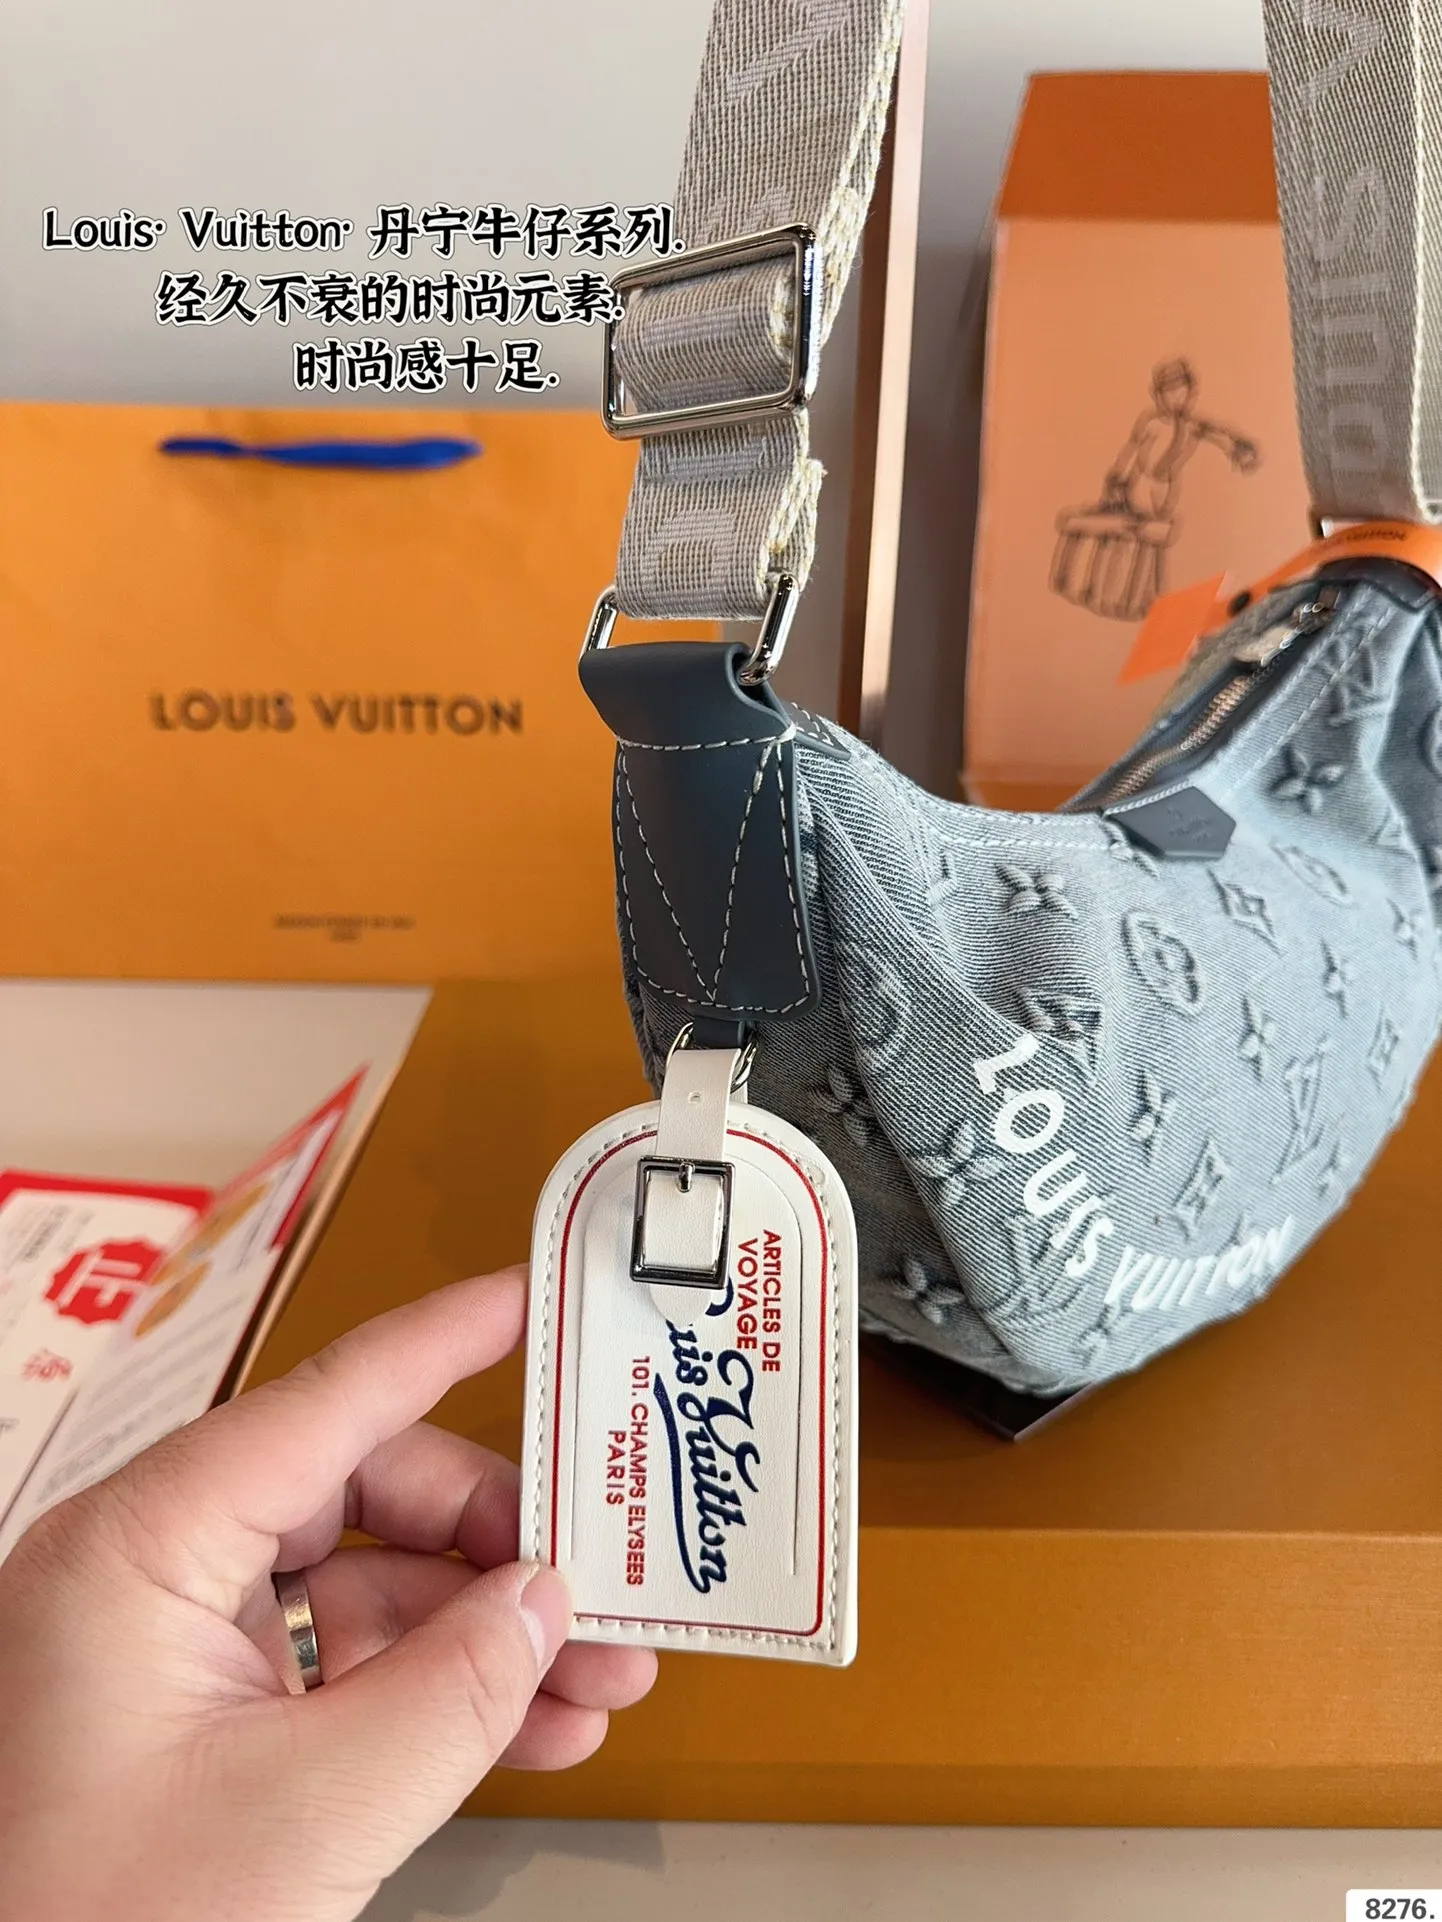 Louis· Vuitton· 丹宁牛仔系列.
经久不衰的时尚元素.
时尚感十足.
LOUIS VUITTON
LOUIS VUITTON
ARTICLES DE
VOYAGE
Louis Vuitton
101. CHAMPS ELYSEES
PARIS
8276.